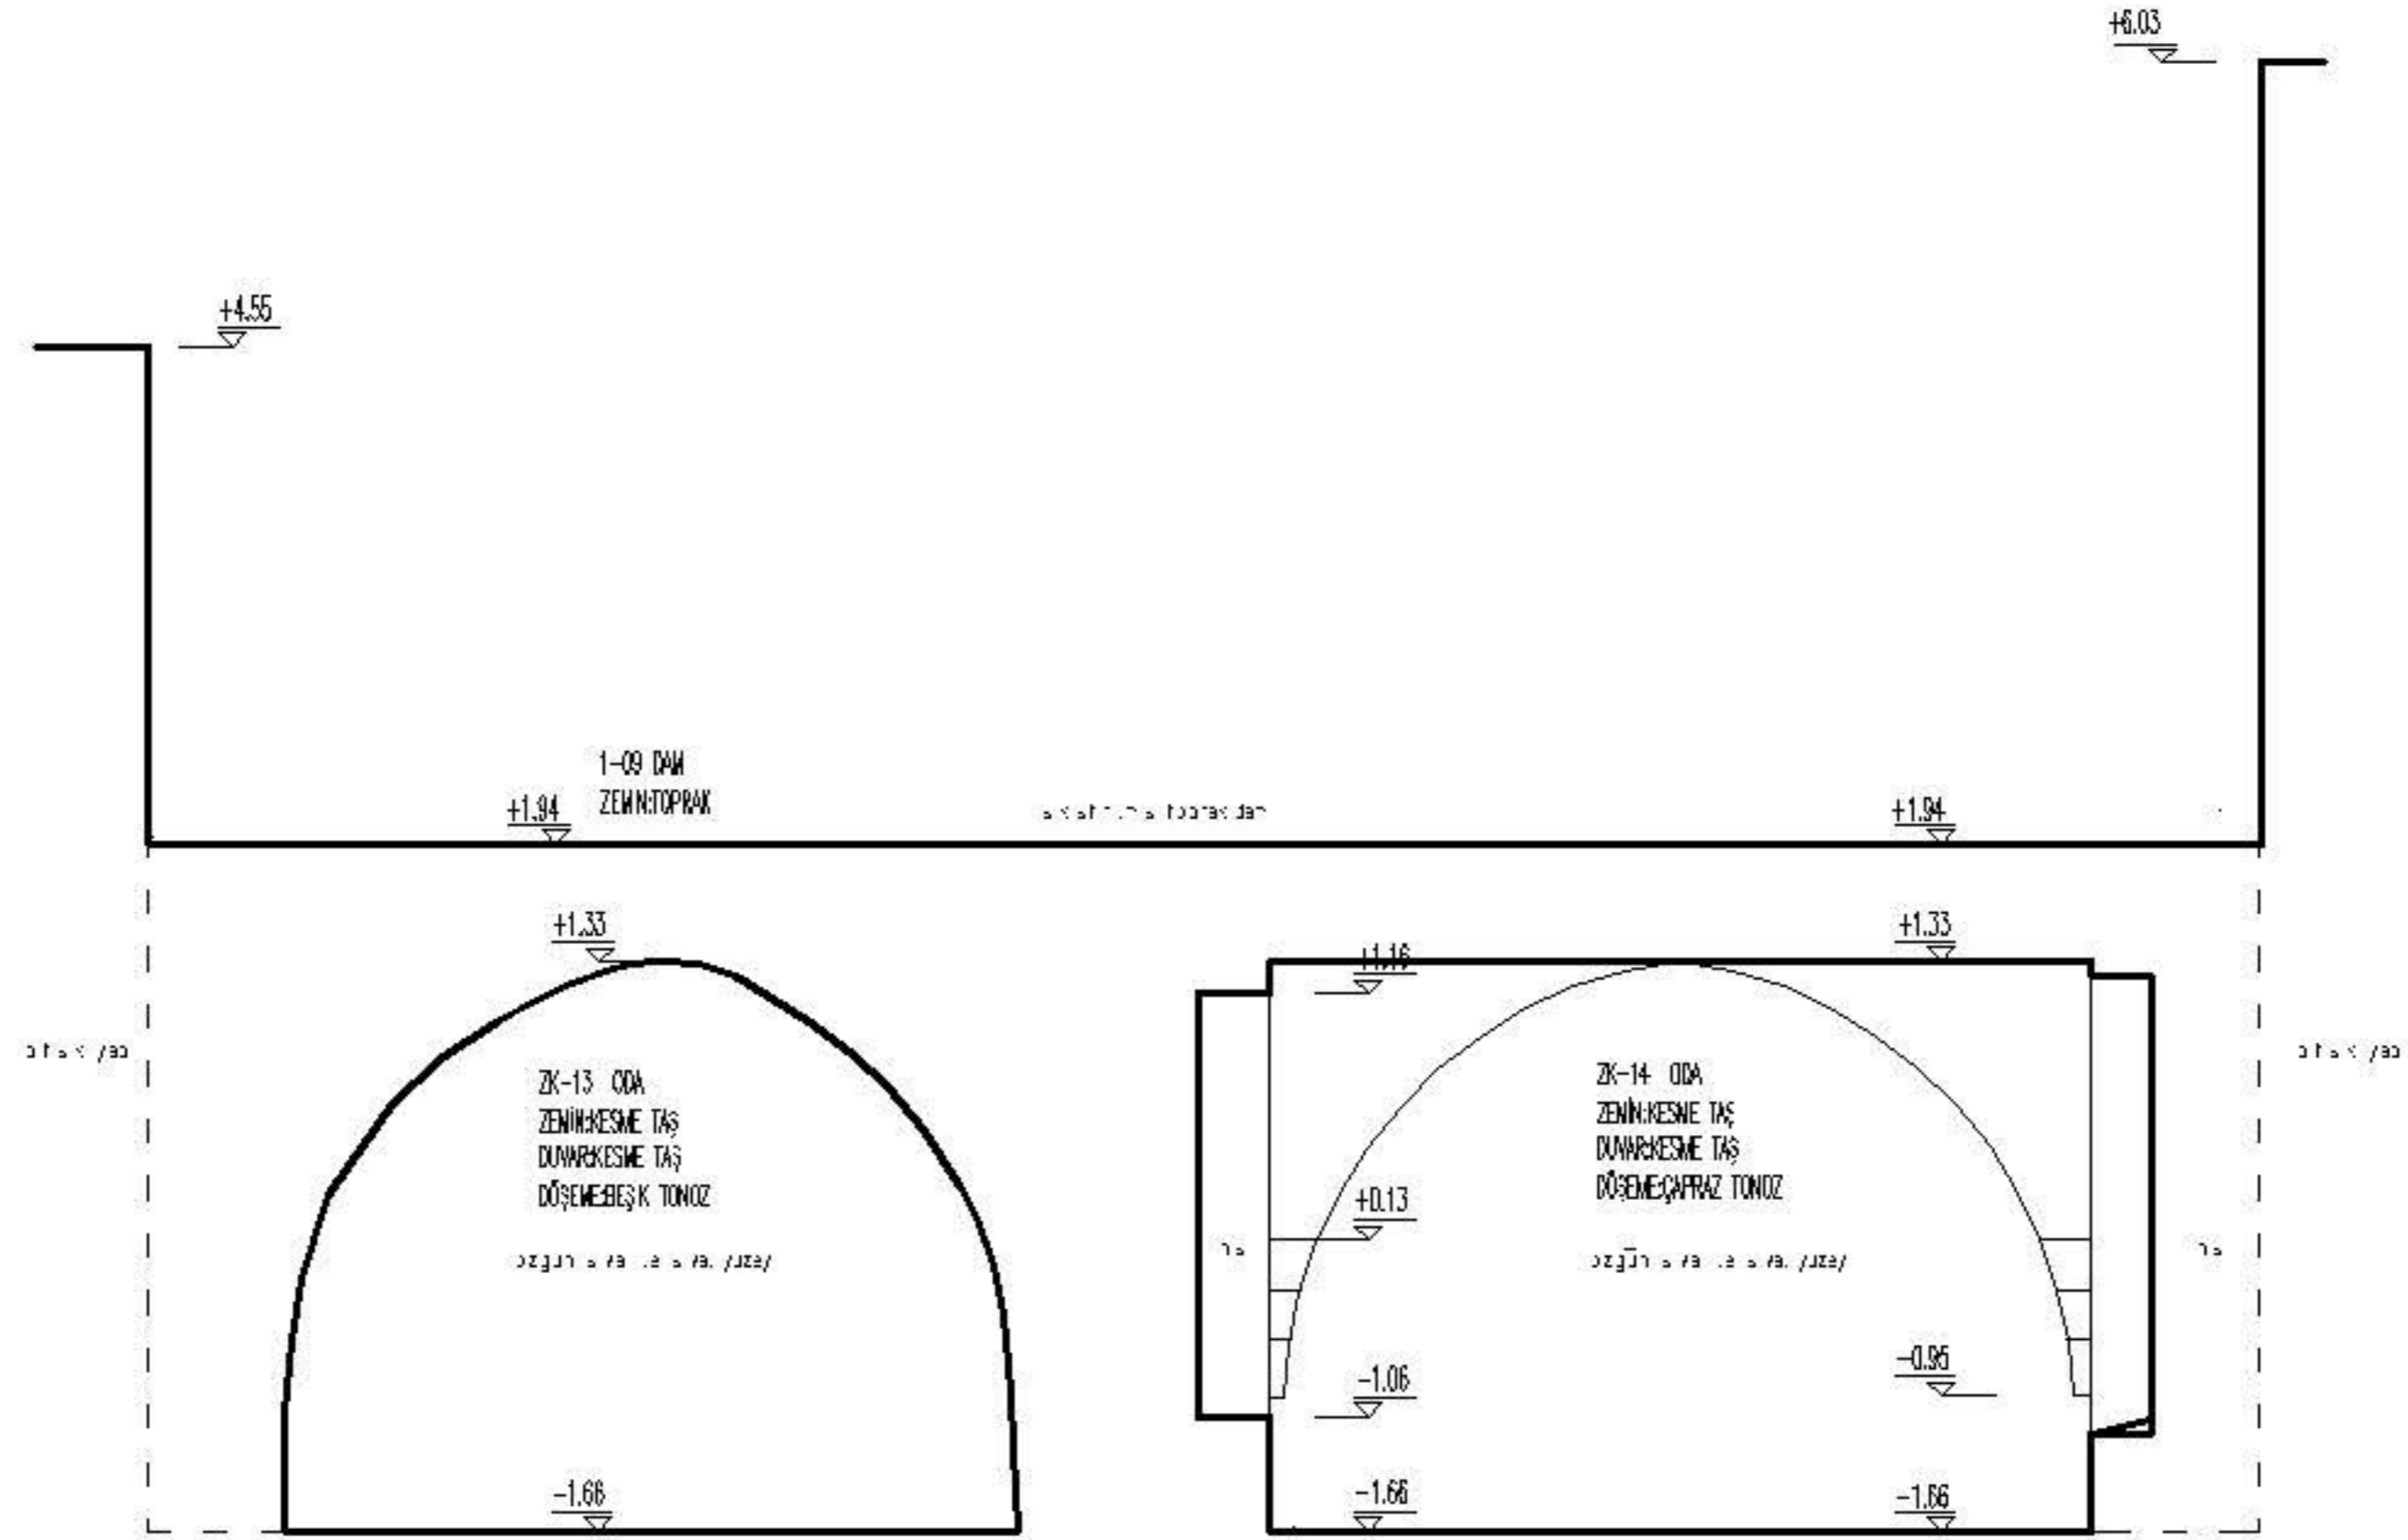 +6.03
+4.55
1-09 DAM
ZEMİN:TOPRAK
+1.94
+1.94
+1.33
+1.16
+1.33
ZK-13 ODA
ZEMİN:KESME TAŞ
DUVAR:KESME TAŞ
DÖŞEME:BEŞİK TONOZ
ZK-14 ODA
ZEMİN:KESME TAŞ
DUVAR:KESME TAŞ
DÖŞEME:ÇAPRAZ TONOZ
+0.13
-1.06
-0.95
-1.66
-1.66
-1.66